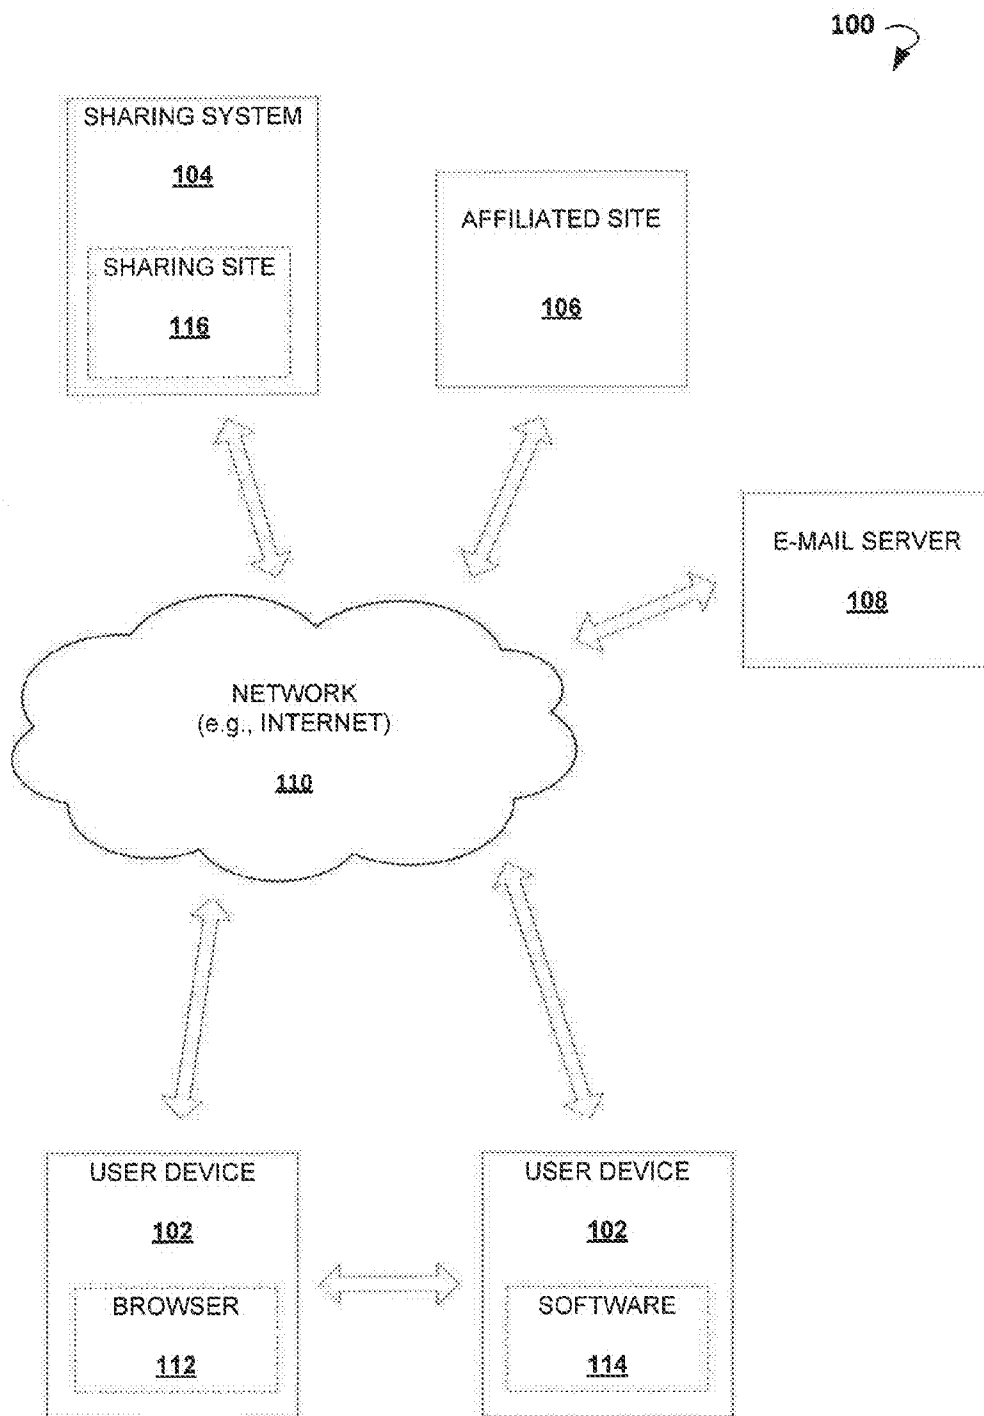 100
SHARING SYSTEM
104
SHARING SITE
116
AFFILIATED SITE
106
E-MAIL SERVER
108
NETWORK
(e.g., INTERNET)
110
USER DEVICE
102
BROWSER
112
USER DEVICE
102
SOFTWARE
114